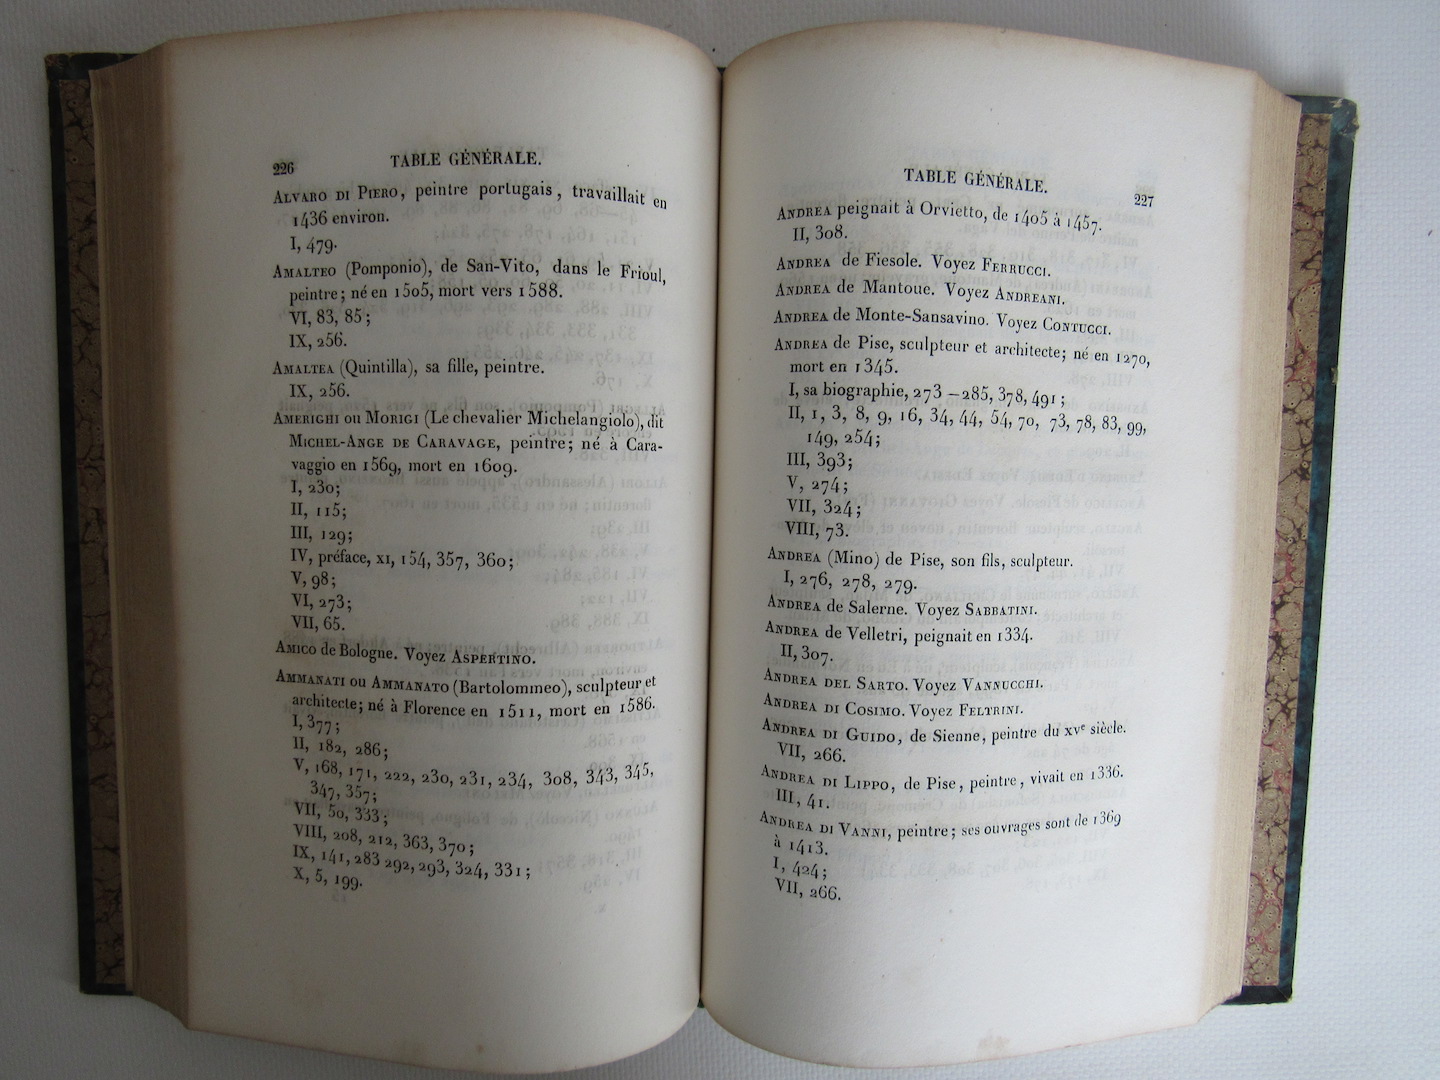 226
TABLE GÉNÉRALE.
ALVARO DI PIERO, peintre portugais, travaillait en
1436 environ.
I, 479.
AMALTEO (Pomponio), de San-Vito, dans le Frioul,
peintre; né en 1505, mort vers 1588.
VI, 83, 85;
IX, 256.
AMALTEA (Quintilla), sa fille, peintre.
IX, 256.
AMERIGHI ou MORIGI (Le chevalier Michelangiolo), dit
MICHEL-ANGE DE CARAVAGE, peintre; né à Cara-
vaggio en 1569, mort en 1609.
I, 230;
II, 115;
III, 129;
IV, préface, XI, 154, 357, 360;
V, 98;
VI, 273;
VII, 65.
AMICO de Bologne. Voyez ASPERTINO.
AMMANATI ou AMMANATO (Bartolommeo), sculpteur et
architecte; né à Florence en 1511, mort en 1586.
I, 377;
II, 182, 286;
V, 168, 171, 222, 230, 231, 234, 308, 343, 345,
347, 357;
VII, 50, 333;
VIII, 208, 212, 363, 370;
IX, 141, 283 292, 293, 324, 331;
X, 5, 199.
TABLE GÉNÉRALE.
227
ANDREA peignait à Orvietto, de 1405 à 1457.
II, 308.
ANDREA de Fiesole. Voyez FERRUCCI.
ANDREA de Mantoue. Voyez ANDREANI.
ANDREA de Monte-Sansavino. Voyez CONTUCCI.
ANDREA de Pise, sculpteur et architecte; né en 1270,
mort en 1345.
I, sa biographie, 273 — 285, 378, 491;
II, 1, 3, 8, 9, 16, 34, 44, 54, 70, 73, 78, 83, 99,
149, 254;
III, 393;
V, 274;
VII, 324;
VIII, 73.
ANDREA (Mino) de Pise, son fils, sculpteur.
I, 276, 278, 279.
ANDREA de Salerne. Voyez SABBATINI.
ANDREA de Velletri, peignait en 1334.
II, 307.
ANDREA DEL SARTO. Voyez VANNUCCHI.
ANDREA DI COSIMO. Voyez FELTRINI.
ANDREA DI GUIDO, de Sienne, peintre du XVe siècle.
VII, 266.
ANDREA DI LIPPO, de Pise, peintre, vivait en 1336.
III, 41.
ANDREA DI VANNI, peintre; ses ouvrages sont de 1369
à 1413.
I, 424;
VII, 266.